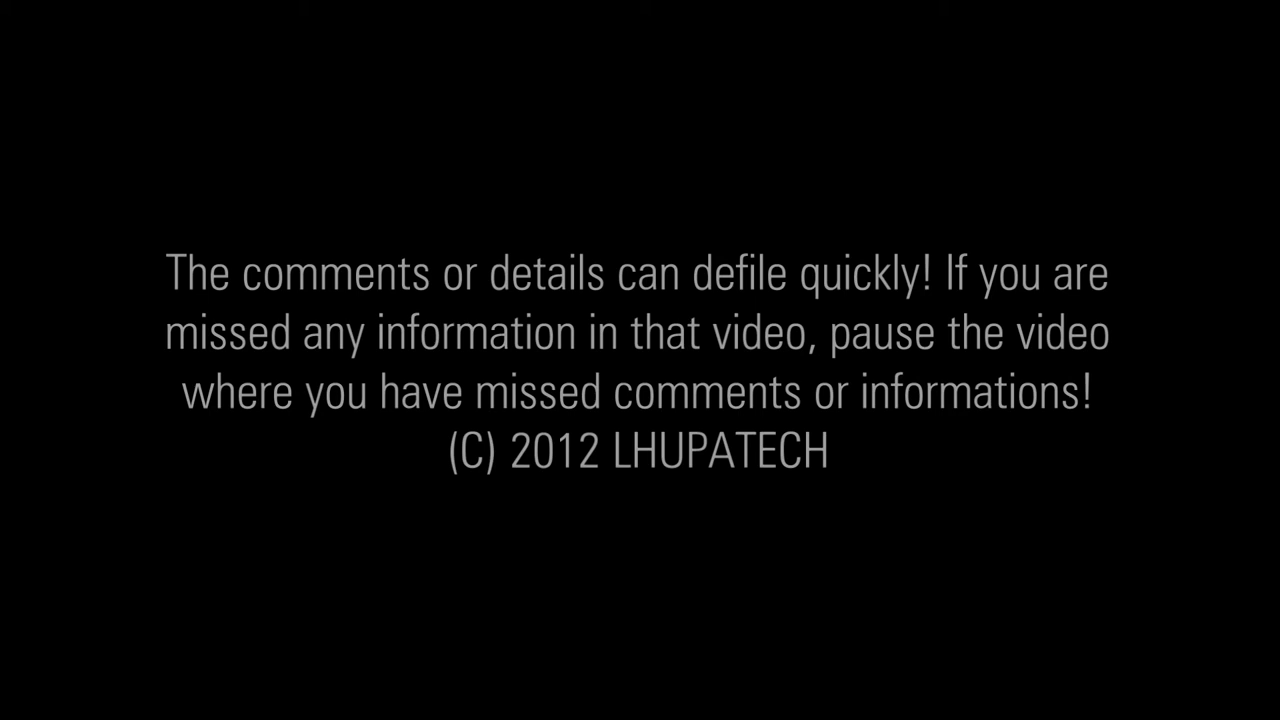 The comments or details can defile quickly! If you are
missed any information in that video, pause the video
where you have missed comments or informations!
(C) 2012 LHUPATECH